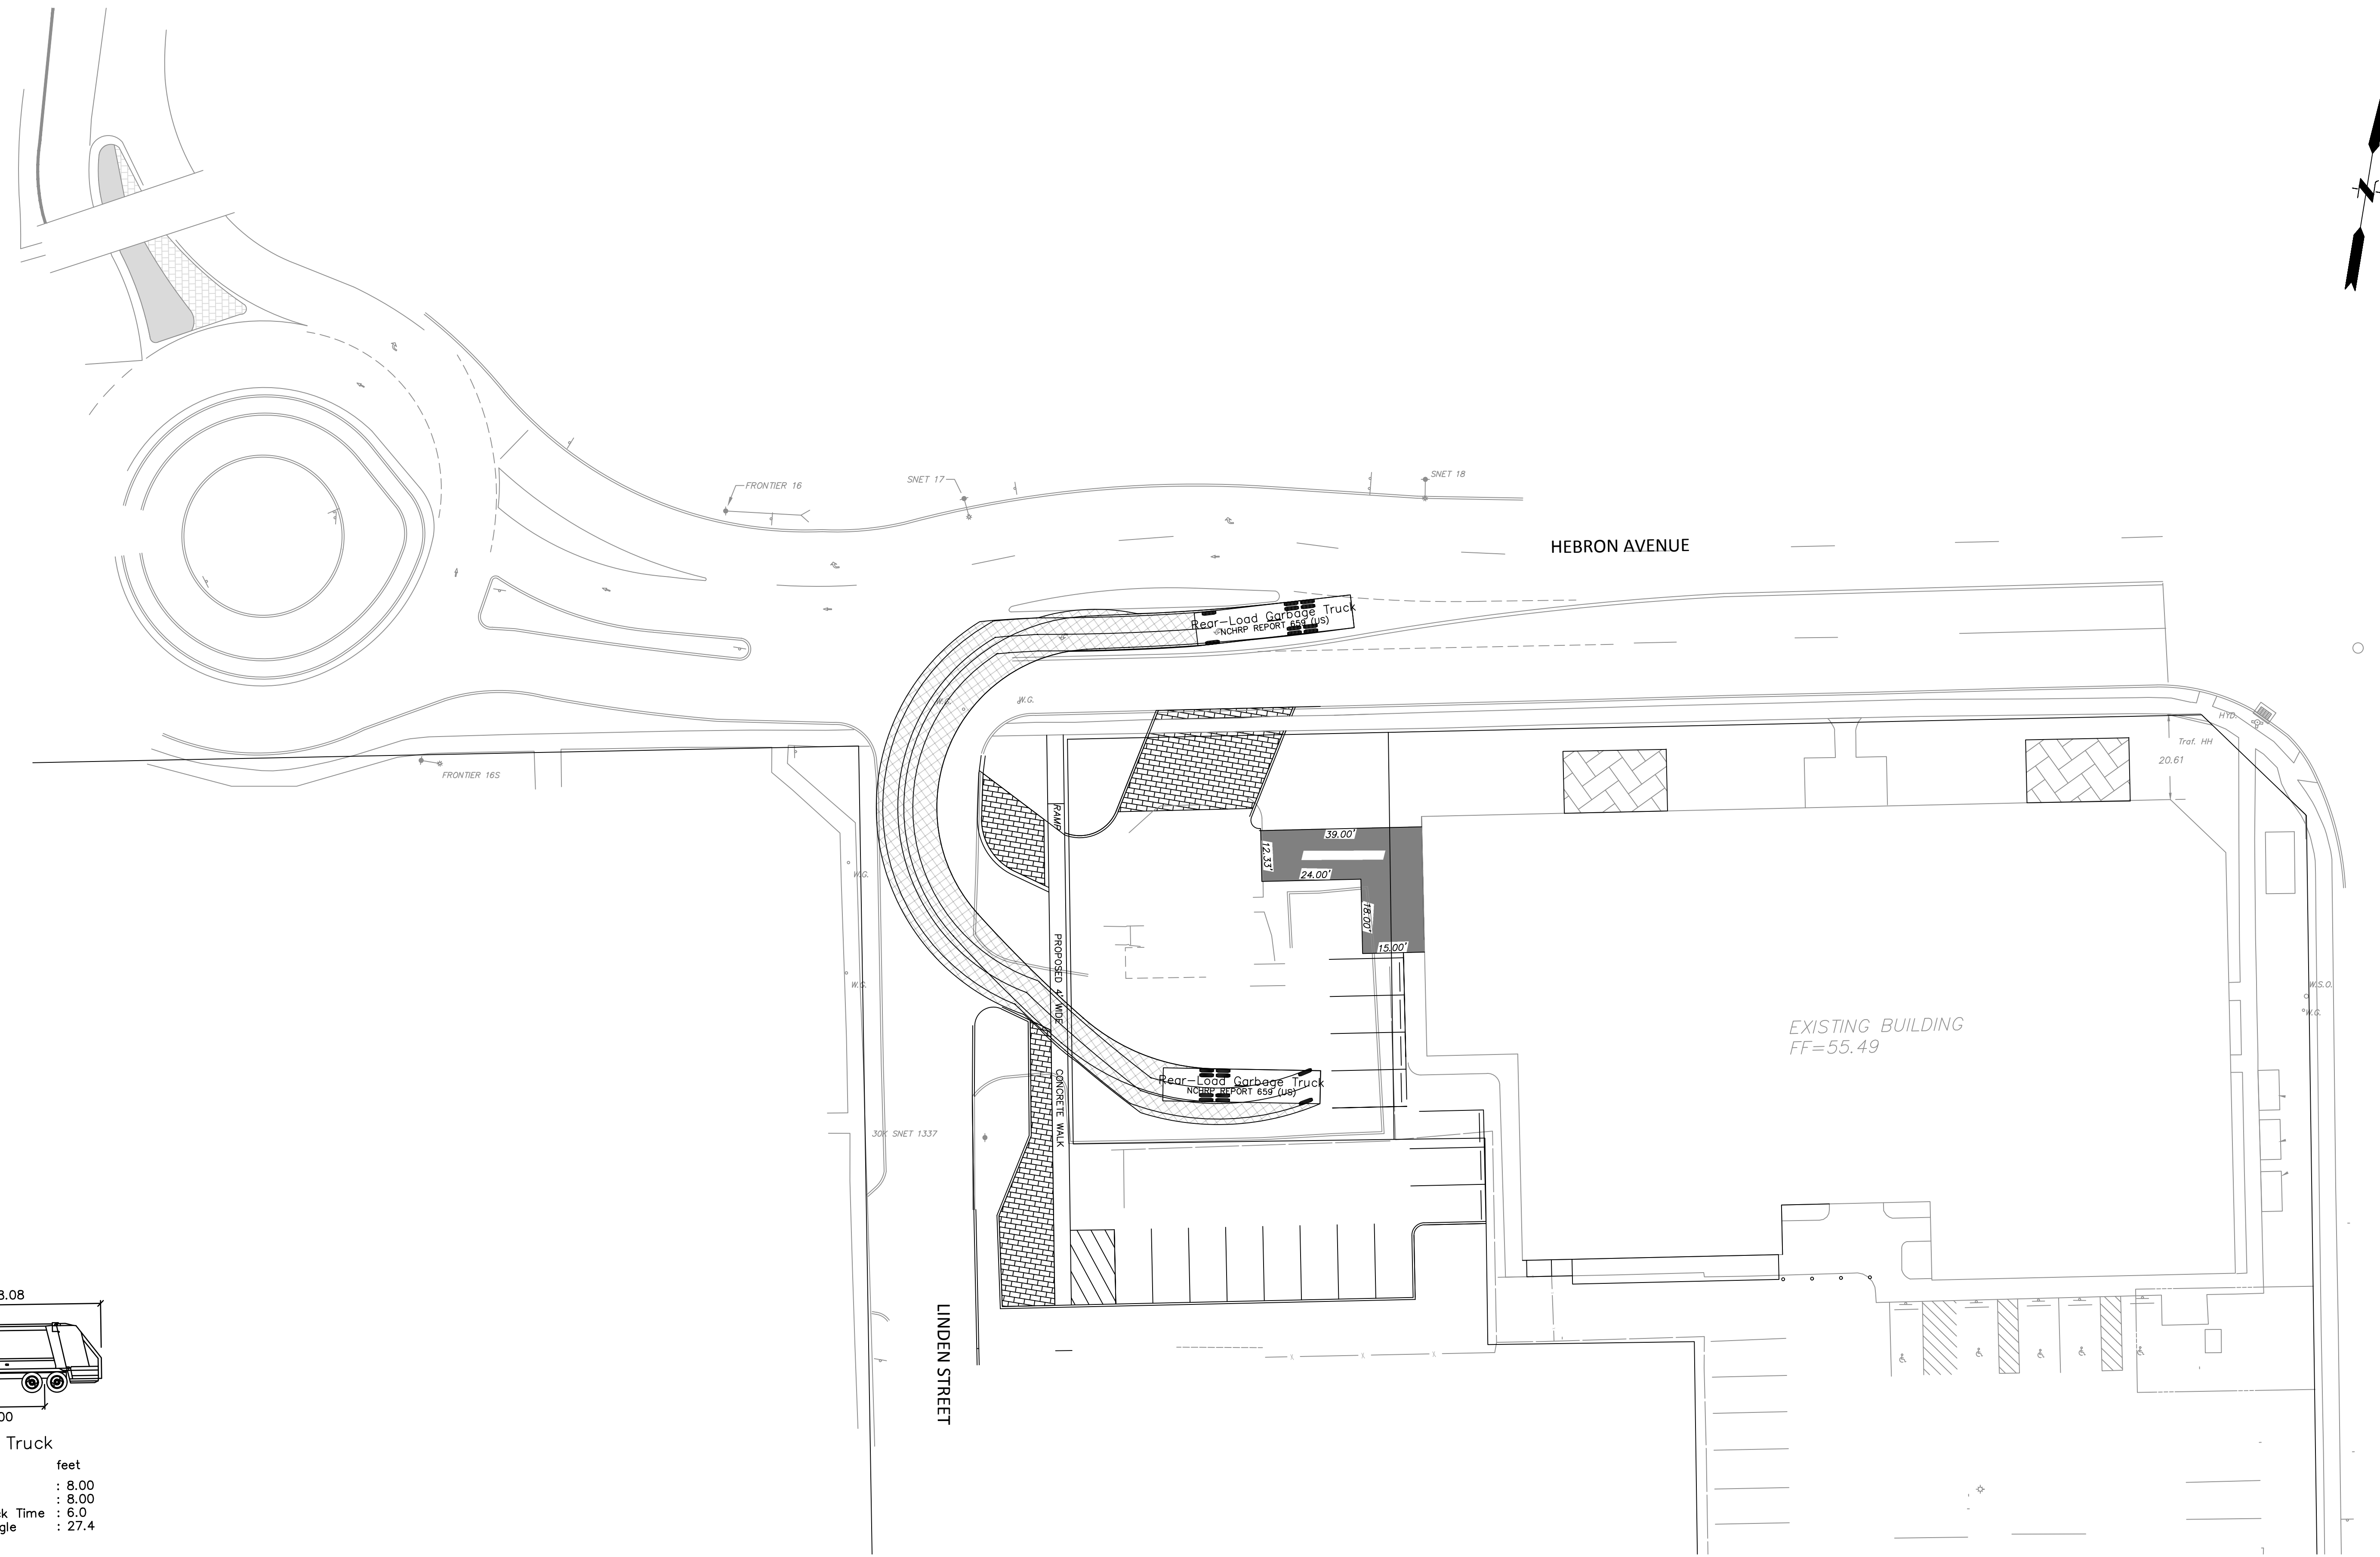 N
SNET 17
SNET 18
FRONTIER 16
HEBRON AVENUE
Rear-Load Garbage Truck
NCHRP REPORT 659 (US)
W.G.
W.G.
HYD.
Traf. HH
20.61
FRONTIER 16S
RAMP
39.00'
12.33'
24.00'
18.00'
15.00'
W.G.
W.G.
PROPOSED 4' WIDE CONCRETE WALK
W.S.O.
W.G.
EXISTING BUILDING
FF=55.49
Rear-Load Garbage Truck
NCHRP REPORT 659 (US)
30K SNET 1337
LINDEN STREET
3.08
00
Truck
feet
: 8.00
: 8.00
ck Time : 6.0
gle : 27.4